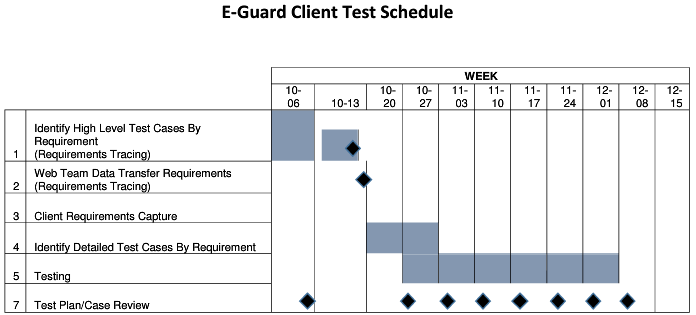 E-Guard Client Test Schedule
WEEK
10-
06
10-13
10-
20
10-
27
11-
03
11-
10
11-
17
11-
24
12-
01
12-
08
12-
15
1
Identify High Level Test Cases By
Requirement
(Requirements Tracing)
2
Web Team Data Transfer Requirements
(Requirements Tracing)
3
Client Requirements Capture
4
Identify Detailed Test Cases By Requirement
5
Testing
7
Test Plan/Case Review